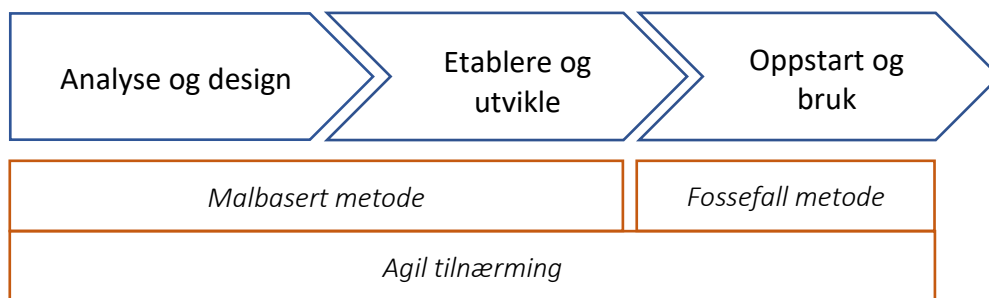 Analyse og design
Etablere og
utvikle
Oppstart og
bruk
Malbasert metode
Fossefall metode
Agil tilnærming